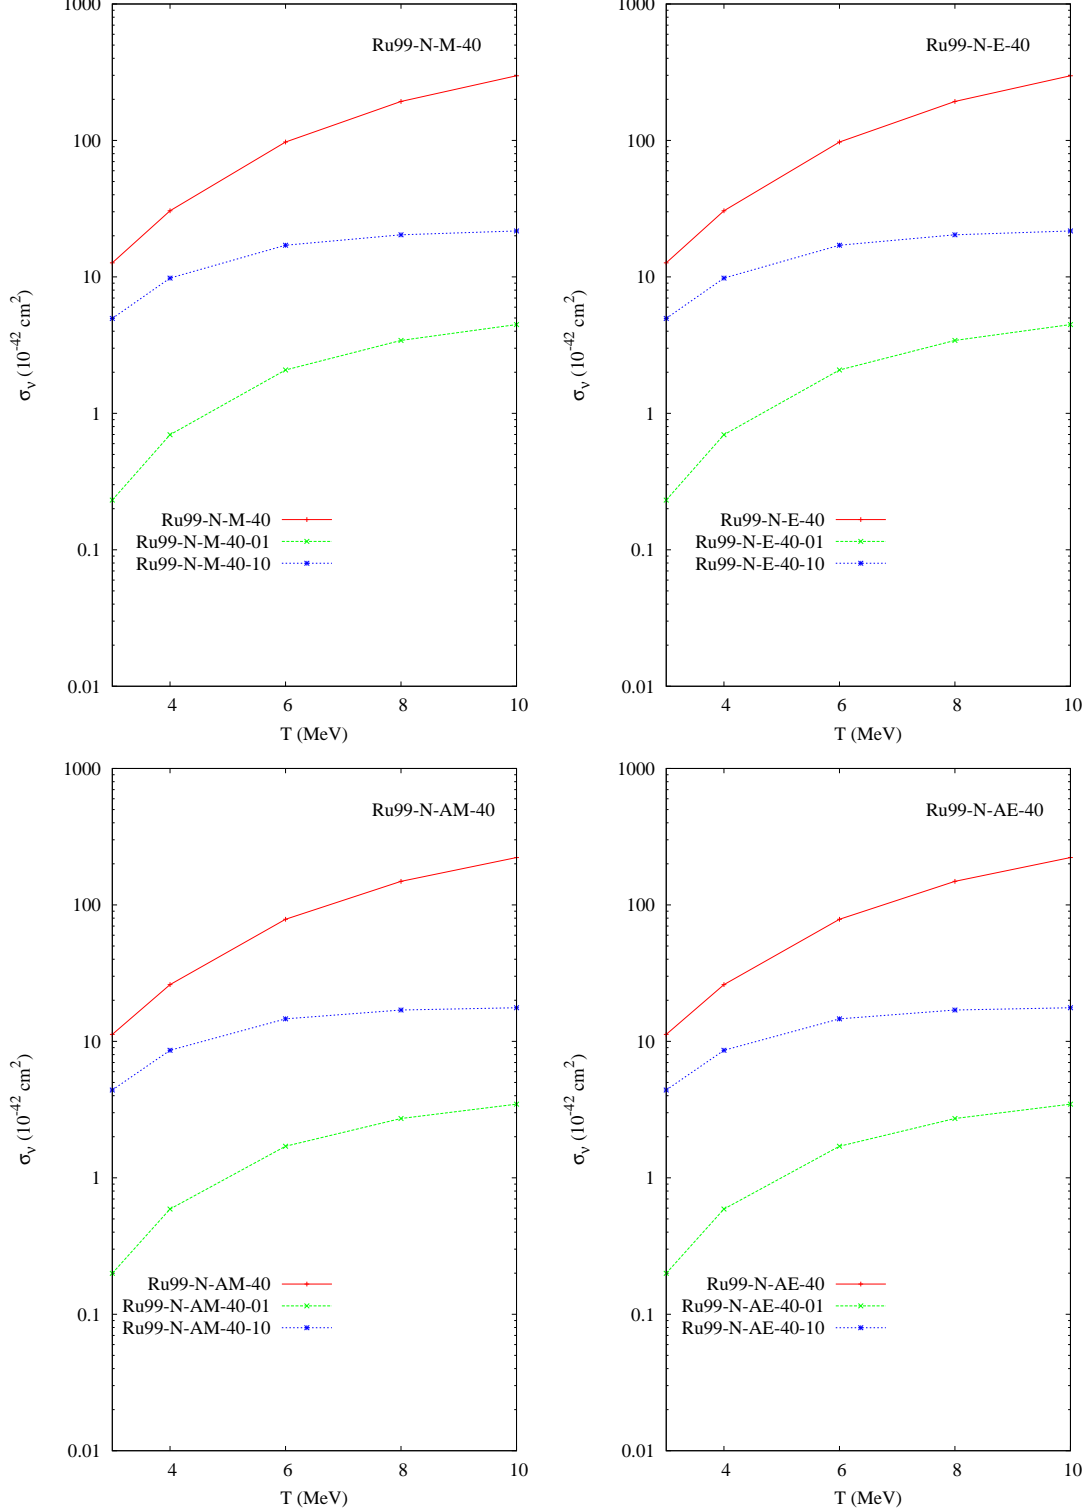 1000
100
10
1
0.1
0.01
σν (10-42 cm2)
Ru99-N-M-40
Ru99-N-M-40
Ru99-N-M-40-01
Ru99-N-M-40-10
4 6 8 10
T (MeV)
1000
100
10
1
0.1
0.01
σν (10-42 cm2)
Ru99-N-E-40
Ru99-N-E-40
Ru99-N-E-40-01
Ru99-N-E-40-10
4 6 8 10
T (MeV)
1000
100
10
1
0.1
0.01
σν (10-42 cm2)
Ru99-N-AM-40
Ru99-N-AM-40
Ru99-N-AM-40-01
Ru99-N-AM-40-10
4 6 8 10
T (MeV)
1000
100
10
1
0.1
0.01
σν (10-42 cm2)
Ru99-N-AE-40
Ru99-N-AE-40
Ru99-N-AE-40-01
Ru99-N-AE-40-10
4 6 8 10
T (MeV)